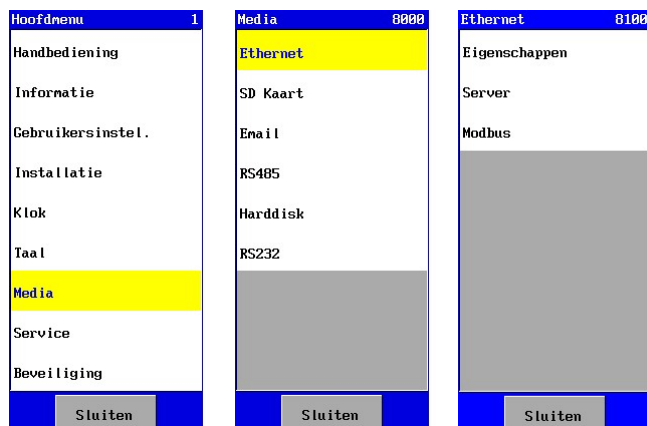 Hoofdmenu 1
Handbediening
Informatie
Gebruikersinstel.
Installatie
Klok
Taal
Media
Service
Beveiliging
Sluiten
Media 8000
Ethernet
SD Kaart
Email
RS485
Harddisk
RS232
Sluiten
Ethernet 8100
Eigenschappen
Server
Modbus
Sluiten